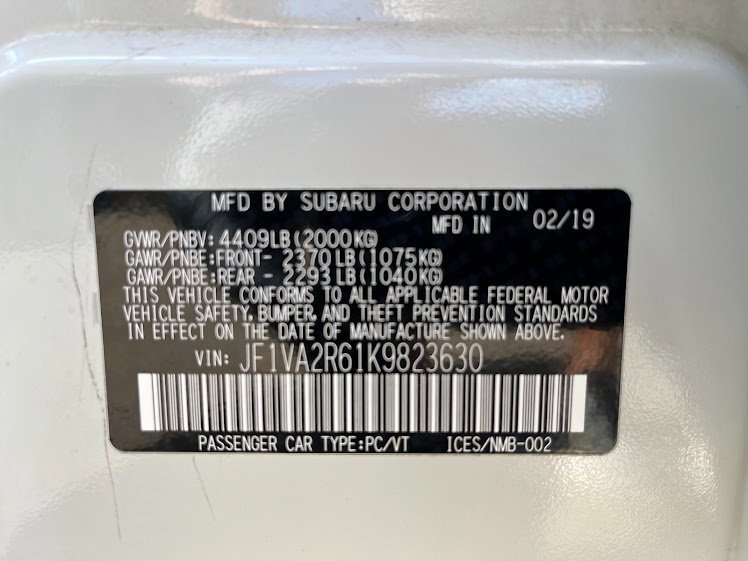 MFD BY SUBARU CORPORATION
MFD IN 02/19
GVWR/PNBV: 4409LB(2000KG)
GAWR/PNBE:FRONT- 2370LB(1075KG)
GAWR/PNBE:REAR - 2293LB(1040KG)
THIS VEHICLE CONFORMS TO ALL APPLICABLE FEDERAL MOTOR
VEHICLE SAFETY, BUMPER, AND THEFT PREVENTION STANDARDS
IN EFFECT ON THE DATE OF MANUFACTURE SHOWN ABOVE.
VIN: JF1VA2R61K9823630
PASSENGER CAR TYPE:PC/VT ICES/NMB-002